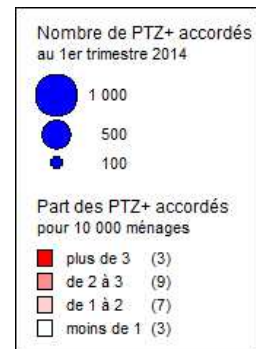 Nombre de PTZ+ accordés
au 1er trimestre 2014
1 000
500
100
Part des PTZ+ accordés
pour 10 000 ménages
plus de 3 (3)
de 2 à 3 (9)
de 1 à 2 (7)
moins de 1 (3)